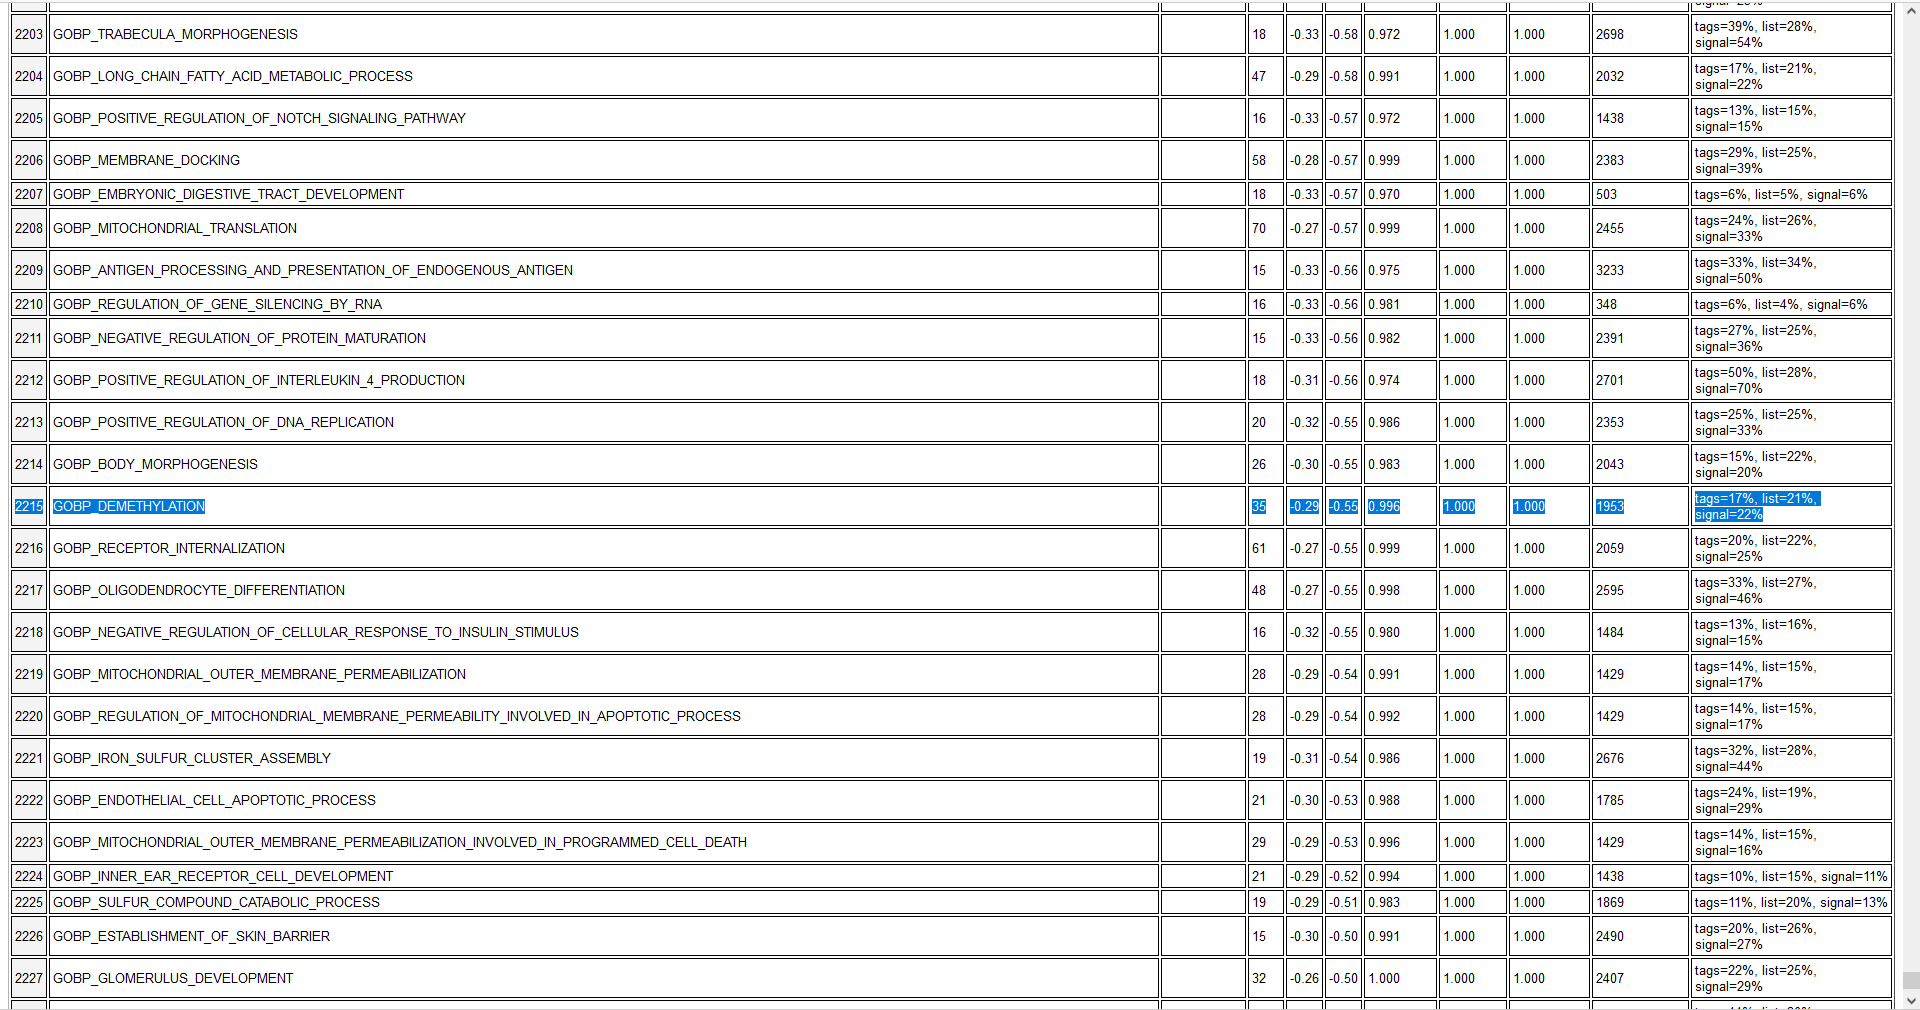 2203 GOBP_TRABECULA_MORPHOGENESIS 18 -0.33 -0.58 0.972 1.000 1.000 2698 tags=39%, list=28%,
signal=54%
2204 GOBP_LONG_CHAIN_FATTY_ACID_METABOLIC_PROCESS 47 -0.29 -0.58 0.991 1.000 1.000 2032 tags=17%, list=21%,
signal=22%
2205 GOBP_POSITIVE_REGULATION_OF_NOTCH_SIGNALING_PATHWAY 16 -0.33 -0.57 0.972 1.000 1.000 1438 tags=13%, list=15%,
signal=15%
2206 GOBP_MEMBRANE_DOCKING 58 -0.28 -0.57 0.999 1.000 1.000 2383 tags=29%, list=25%,
signal=39%
2207 GOBP_EMBRYONIC_DIGESTIVE_TRACT_DEVELOPMENT 18 -0.33 -0.57 0.970 1.000 1.000 503 tags=6%, list=5%, signal=6%
2208 GOBP_MITOCHONDRIAL_TRANSLATION 70 -0.27 -0.57 0.999 1.000 1.000 2455 tags=24%, list=26%,
signal=33%
2209 GOBP_ANTIGEN_PROCESSING_AND_PRESENTATION_OF_ENDOGENOUS_ANTIGEN 15 -0.33 -0.56 0.975 1.000 1.000 3233 tags=33%, list=34%,
signal=50%
2210 GOBP_REGULATION_OF_GENE_SILENCING_BY_RNA 16 -0.33 -0.56 0.981 1.000 1.000 348 tags=6%, list=4%, signal=6%
2211 GOBP_NEGATIVE_REGULATION_OF_PROTEIN_MATURATION 15 -0.33 -0.56 0.982 1.000 1.000 2391 tags=27%, list=25%,
signal=36%
2212 GOBP_POSITIVE_REGULATION_OF_INTERLEUKIN_4_PRODUCTION 18 -0.31 -0.56 0.974 1.000 1.000 2701 tags=50%, list=28%,
signal=70%
2213 GOBP_POSITIVE_REGULATION_OF_DNA_REPLICATION 20 -0.32 -0.55 0.986 1.000 1.000 2353 tags=25%, list=25%,
signal=33%
2214 GOBP_BODY_MORPHOGENESIS 26 -0.30 -0.55 0.983 1.000 1.000 2043 tags=15%, list=22%,
signal=20%
2215 GOBP_DEMETHYLATION 35 -0.29 -0.55 0.996 1.000 1.000 1953 tags=17%, list=21%,
signal=22%
2216 GOBP_RECEPTOR_INTERNALIZATION 61 -0.27 -0.55 0.999 1.000 1.000 2059 tags=20%, list=22%,
signal=25%
2217 GOBP_OLIGODENDROCYTE_DIFFERENTIATION 48 -0.27 -0.55 0.998 1.000 1.000 2595 tags=33%, list=27%,
signal=46%
2218 GOBP_NEGATIVE_REGULATION_OF_CELLULAR_RESPONSE_TO_INSULIN_STIMULUS 16 -0.32 -0.55 0.980 1.000 1.000 1484 tags=13%, list=16%,
signal=15%
2219 GOBP_MITOCHONDRIAL_OUTER_MEMBRANE_PERMEABILIZATION 28 -0.29 -0.54 0.991 1.000 1.000 1429 tags=14%, list=15%,
signal=17%
2220 GOBP_REGULATION_OF_MITOCHONDRIAL_MEMBRANE_PERMEABILITY_INVOLVED_IN_APOPTOTIC_PROCESS 28 -0.29 -0.54 0.992 1.000 1.000 1429 tags=14%, list=15%,
signal=17%
2221 GOBP_IRON_SULFUR_CLUSTER_ASSEMBLY 19 -0.31 -0.54 0.986 1.000 1.000 2676 tags=32%, list=28%,
signal=44%
2222 GOBP_ENDOTHELIAL_CELL_APOPTOTIC_PROCESS 21 -0.30 -0.53 0.988 1.000 1.000 1785 tags=24%, list=19%,
signal=29%
2223 GOBP_MITOCHONDRIAL_OUTER_MEMBRANE_PERMEABILIZATION_INVOLVED_IN_PROGRAMMED_CELL_DEATH 29 -0.29 -0.53 0.996 1.000 1.000 1429 tags=14%, list=15%,
signal=16%
2224 GOBP_INNER_EAR_RECEPTOR_CELL_DEVELOPMENT 21 -0.29 -0.52 0.994 1.000 1.000 1438 tags=10%, list=15%, signal=11%
2225 GOBP_SULFUR_COMPOUND_CATABOLIC_PROCESS 19 -0.29 -0.51 0.983 1.000 1.000 1869 tags=11%, list=20%, signal=13%
2226 GOBP_ESTABLISHMENT_OF_SKIN_BARRIER 15 -0.30 -0.50 0.991 1.000 1.000 2490 tags=20%, list=26%,
signal=27%
2227 GOBP_GLOMERULUS_DEVELOPMENT 32 -0.26 -0.50 1.000 1.000 1.000 2407 tags=22%, list=25%,
signal=29%